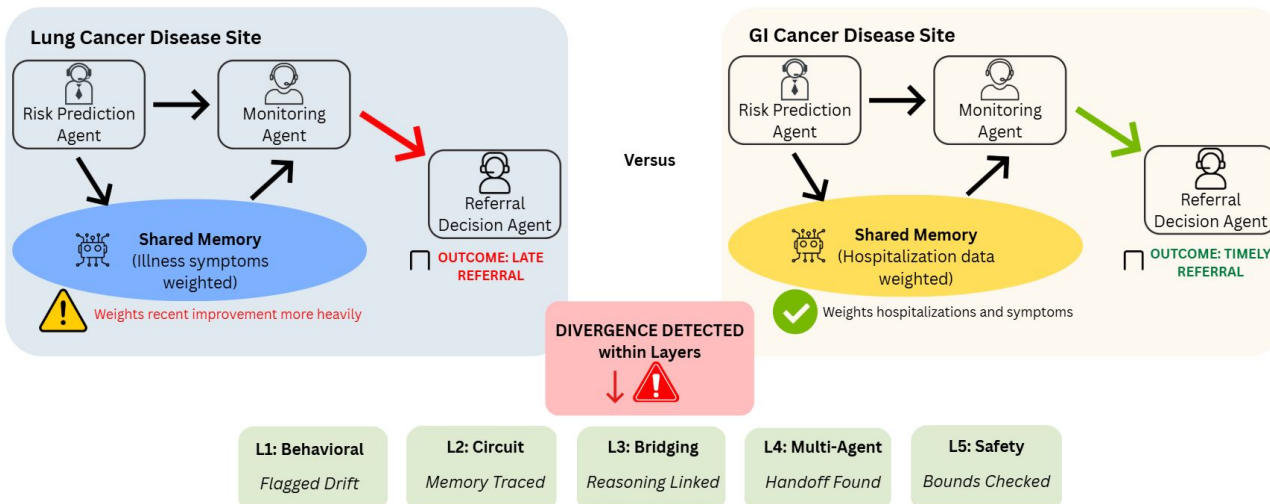 Lung Cancer Disease Site
Risk Prediction
Agent
Monitoring
Agent
Referral
Decision Agent
Shared Memory
(Illness symptoms
weighted)
OUTCOME: LATE
REFERRAL
Weights recent improvement more heavily
Versus
GI Cancer Disease Site
Risk Prediction
Agent
Monitoring
Agent
Referral
Decision Agent
Shared Memory
(Hospitalization data
weighted)
OUTCOME: TIMELY
REFERRAL
Weights hospitalizations and symptoms
DIVERGENCE DETECTED
within Layers
L1: Behavioral
Flagged Drift
L2: Circuit
Memory Traced
L3: Bridging
Reasoning Linked
L4: Multi-Agent
Handoff Found
L5: Safety
Bounds Checked